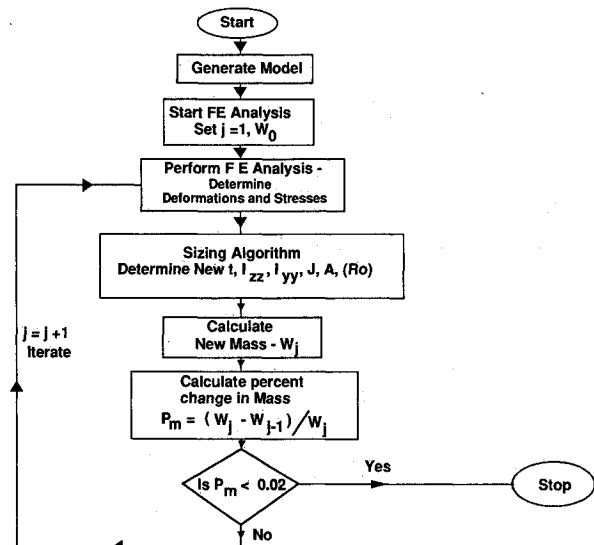 Start
Generate Model
Start FE Analysis
Set j =1, W0
Perform F E Analysis -
Determine
Deformations and Stresses
Sizing Algorithm
Determine New t, Izz, Iyy, J, A, (Ro)
j = j +1
Iterate
Calculate
New Mass - Wj
Calculate percent
change in Mass
Pm = (Wj - Wj-1) / Wj
Is Pm < 0.02
Yes
Stop
No